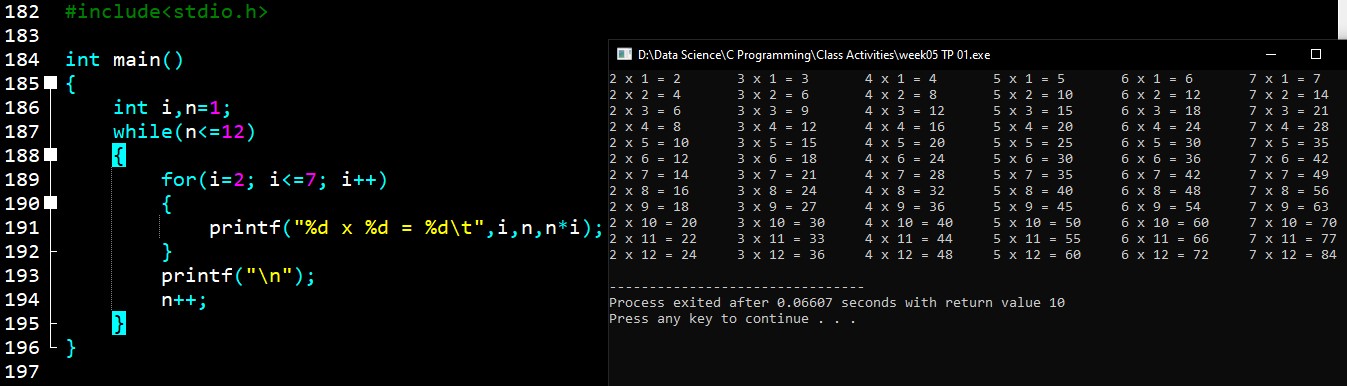 182 #include<stdio.h>
183
184 int main()
185 {
186 int i,n=1;
187 while(n<=12)
188 {
189 for(i=2; i<=7; i++)
190 {
191 printf("%d x %d = %d\t",i,n,n*i);
192 }
193 printf("\n");
194 n++;
195 }
196 }
197
D:\Data Science\C Programming\Class Activities\week05 TP 01.exe
2 x 1 = 2 3 x 1 = 3 4 x 1 = 4 5 x 1 = 5 6 x 1 = 6 7 x 1 = 7
2 x 2 = 4 3 x 2 = 6 4 x 2 = 8 5 x 2 = 10 6 x 2 = 12 7 x 2 = 14
2 x 3 = 6 3 x 3 = 9 4 x 3 = 12 5 x 3 = 15 6 x 3 = 18 7 x 3 = 21
2 x 4 = 8 3 x 4 = 12 4 x 4 = 16 5 x 4 = 20 6 x 4 = 24 7 x 4 = 28
2 x 5 = 10 3 x 5 = 15 4 x 5 = 20 5 x 5 = 25 6 x 5 = 30 7 x 5 = 35
2 x 6 = 12 3 x 6 = 18 4 x 6 = 24 5 x 6 = 30 6 x 6 = 36 7 x 6 = 42
2 x 7 = 14 3 x 7 = 21 4 x 7 = 28 5 x 7 = 35 6 x 7 = 42 7 x 7 = 49
2 x 8 = 16 3 x 8 = 24 4 x 8 = 32 5 x 8 = 40 6 x 8 = 48 7 x 8 = 56
2 x 9 = 18 3 x 9 = 27 4 x 9 = 36 5 x 9 = 45 6 x 9 = 54 7 x 9 = 63
2 x 10 = 20 3 x 10 = 30 4 x 10 = 40 5 x 10 = 50 6 x 10 = 60 7 x 10 = 70
2 x 11 = 22 3 x 11 = 33 4 x 11 = 44 5 x 11 = 55 6 x 11 = 66 7 x 11 = 77
2 x 12 = 24 3 x 12 = 36 4 x 12 = 48 5 x 12 = 60 6 x 12 = 72 7 x 12 = 84
--------------------------------
Process exited after 0.06607 seconds with return value 10
Press any key to continue . . .